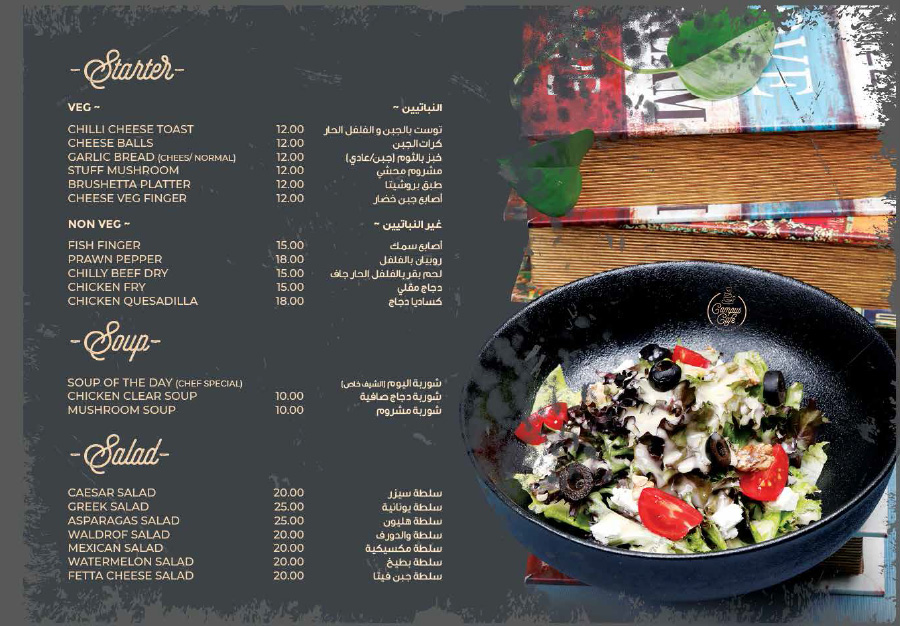 -Starter-
VEG ~ النباتيين ~
CHILLI CHEESE TOAST 12.00 توست بالجبن و الفلفل الحار
CHEESE BALLS 12.00 كرات الجبن
GARLIC BREAD (CHEES/ NORMAL) 12.00 خبز بالثوم (جبن/عادي)
STUFF MUSHROOM 12.00 مشروم محشي
BRUSHETTA PLATTER 12.00 طبق بروشيتا
CHEESE VEG FINGER 12.00 أصابع جبن خضار
NON VEG ~ غير النباتيين ~
FISH FINGER 15.00 أصابع سمك
PRAWN PEPPER 18.00 روبيان بالفلفل
CHILLY BEEF DRY 15.00 لحم بقر بالفلفل الحار جاف
CHICKEN FRY 15.00 دجاج مقلي
CHICKEN QUESADILLA 18.00 كساديا دجاج
-Soup-
SOUP OF THE DAY (CHEF SPECIAL) شوربة اليوم (الشيف خاص)
CHICKEN CLEAR SOUP 10.00 شوربة دجاج صافية
MUSHROOM SOUP 10.00 شوربة مشروم
-Salad-
CAESAR SALAD 20.00 سلطة سيزر
GREEK SALAD 25.00 سلطة يونانية
ASPARAGAS SALAD 25.00 سلطة هليون
WALDROF SALAD 20.00 سلطة والدورف
MEXICAN SALAD 20.00 سلطة مكسيكية
WATERMELON SALAD 20.00 سلطة بطيخ
FETTA CHEESE SALAD 20.00 سلطة جبن فيتا
Campus
Café